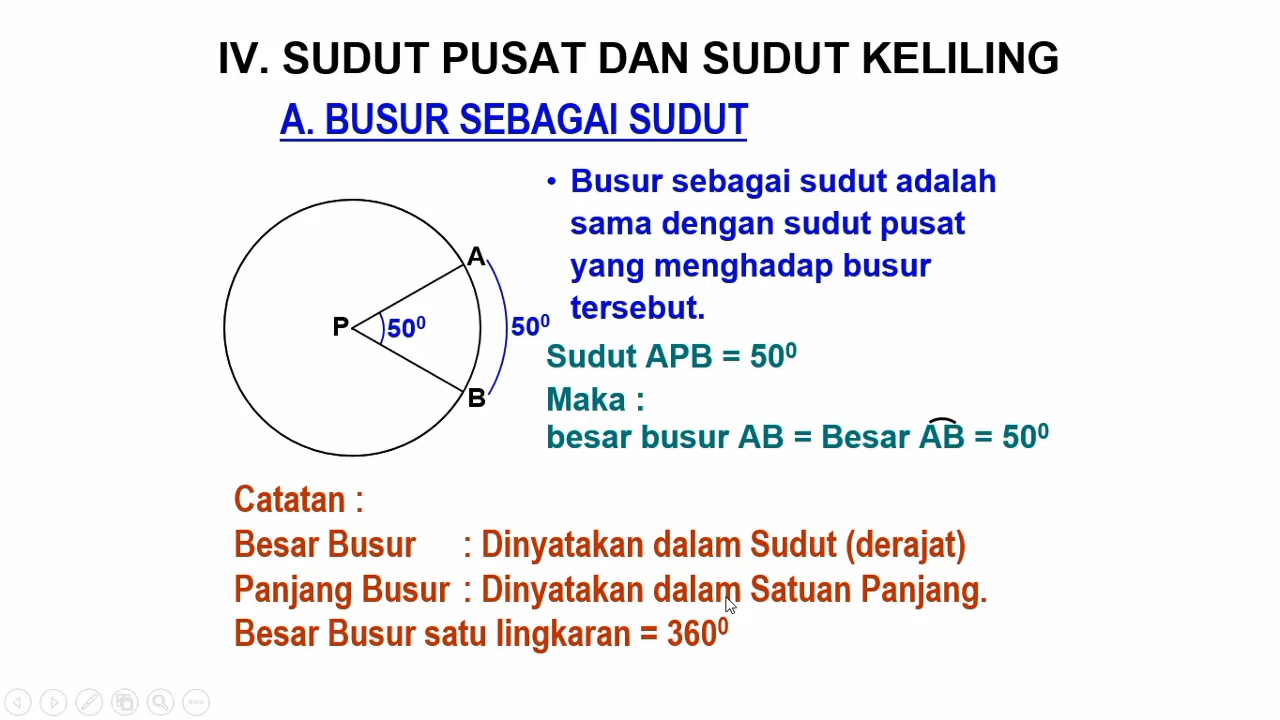 IV. SUDUT PUSAT DAN SUDUT KELILING
A. BUSUR SEBAGAI SUDUT
• Busur sebagai sudut adalah
sama dengan sudut pusat
yang menghadap busur
tersebut.
A
P
50⁰
50⁰
B
Sudut APB = 50⁰
Maka :
besar busur AB = Besar A͡B = 50⁰
Catatan :
Besar Busur : Dinyatakan dalam Sudut (derajat)
Panjang Busur : Dinyatakan dalam Satuan Panjang.
Besar Busur satu lingkaran = 360⁰